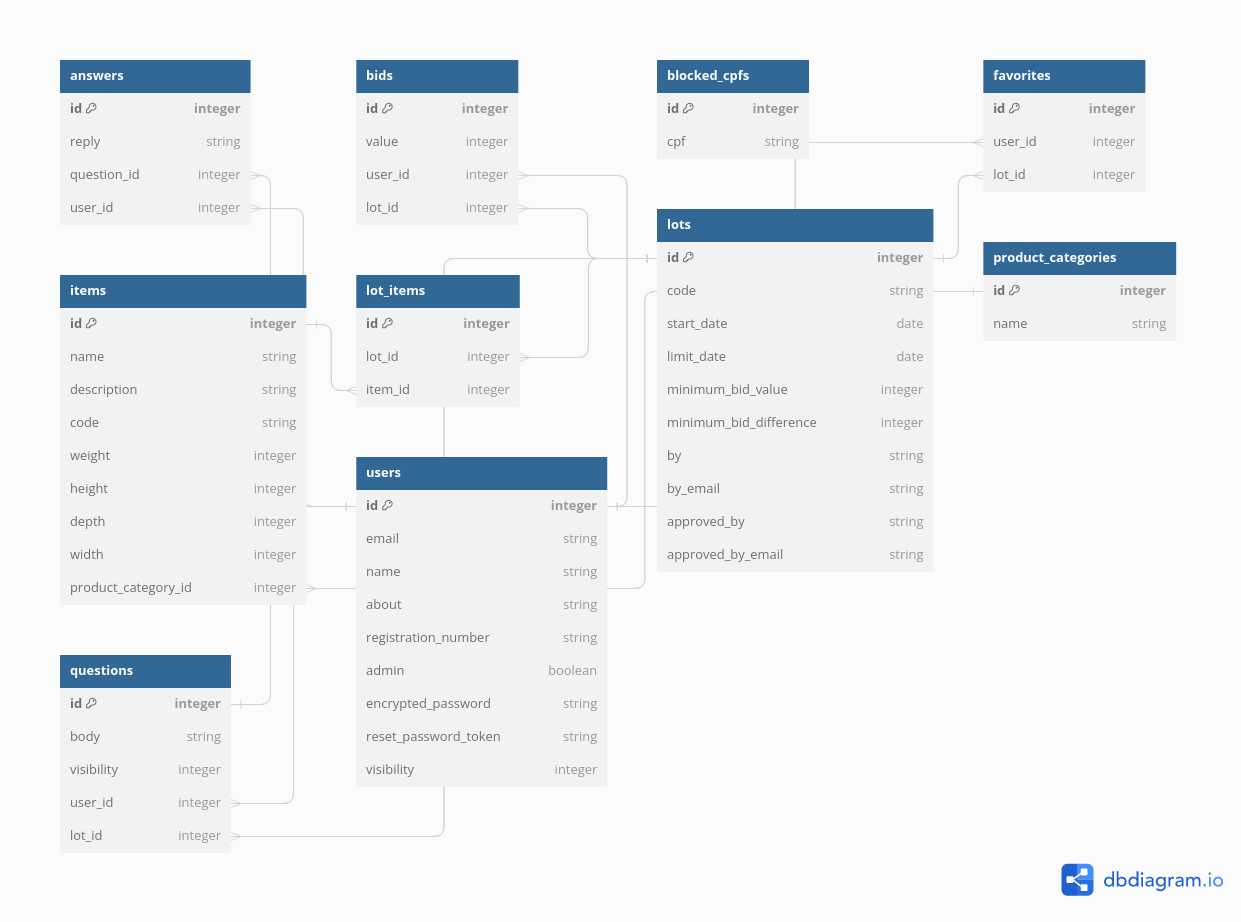 answers
id integer
reply string
question_id integer
user_id integer
bids
id integer
value integer
user_id integer
lot_id integer
blocked_cpfs
id integer
cpf string
favorites
id integer
user_id integer
lot_id integer
items
id integer
name string
description string
code string
weight integer
height integer
depth integer
width integer
product_category_id integer
lot_items
id integer
lot_id integer
item_id integer
lots
id integer
code string
start_date date
limit_date date
minimum_bid_value integer
minimum_bid_difference integer
by string
by_email string
approved_by string
approved_by_email string
product_categories
id integer
name string
users
id integer
email string
name string
about string
registration_number string
admin boolean
encrypted_password string
reset_password_token string
visibility integer
questions
id integer
body string
visibility integer
user_id integer
lot_id integer
dbdiagram.io